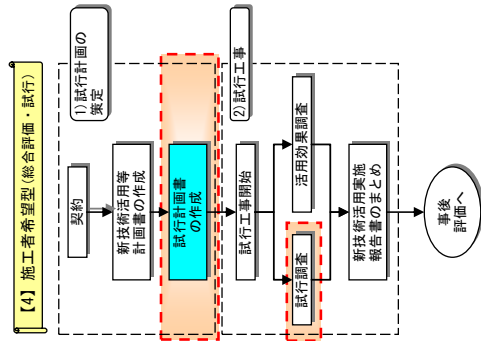 【4】施工者希望型(総合評価・試行)
1)試行計画の
策定
契約
新技術活用等
計画書の作成
試行計画書
の作成
2)試行工事
試行工事開始
試行調査
活用効果調査
新技術活用実施
報告書のまとめ
事後
評価へ